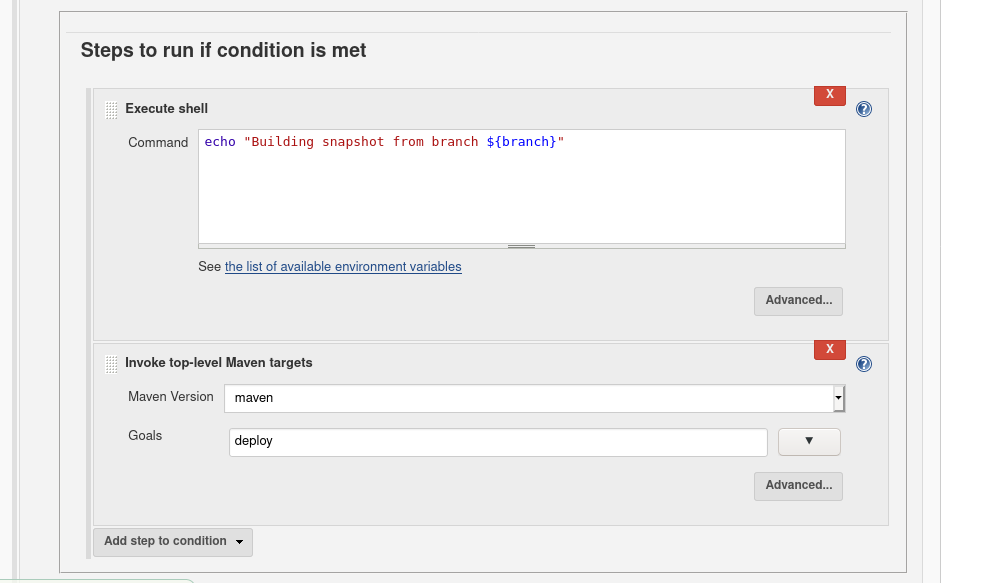 Steps to run if condition is met
X
Execute shell
?
Command
echo "Building snapshot from branch ${branch}"
See the list of available environment variables
Advanced...
X
Invoke top-level Maven targets
?
Maven Version
maven
Goals
deploy
▼
Advanced...
Add step to condition